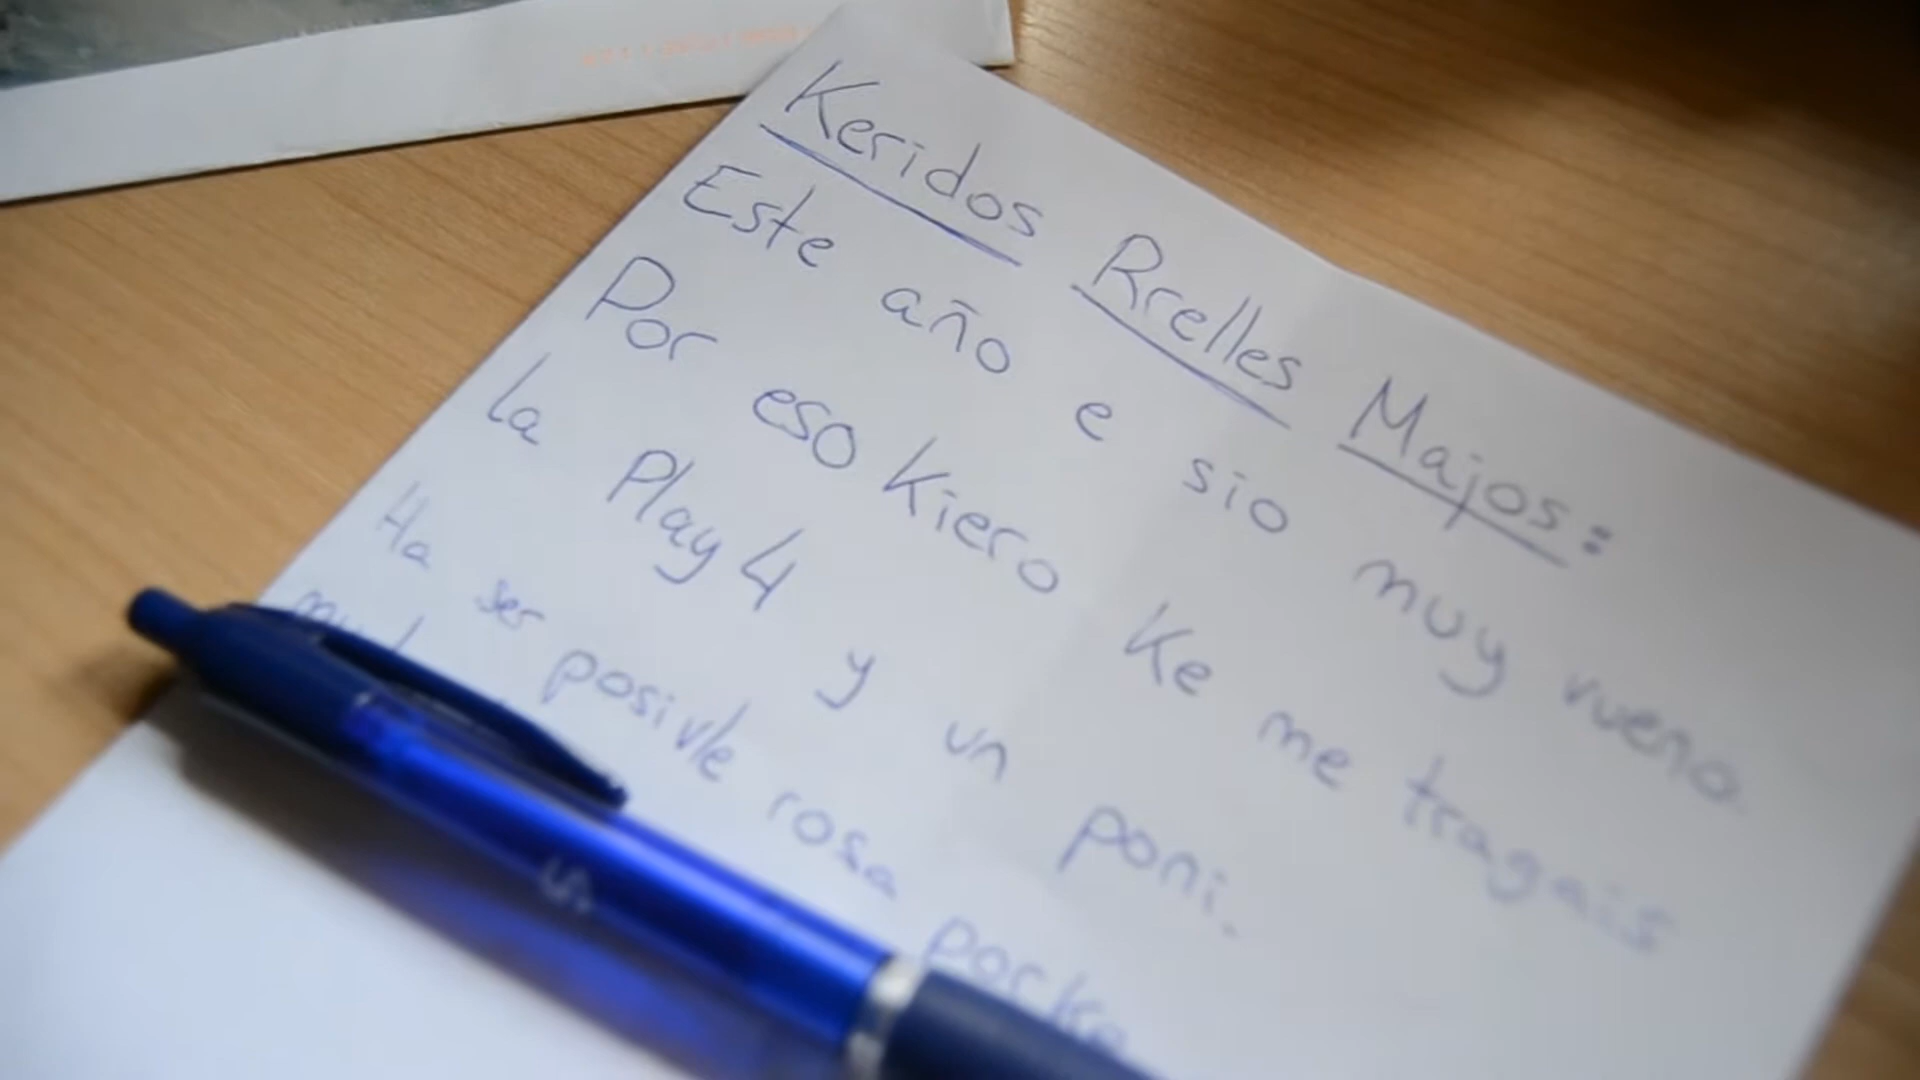 Keridos Rrelles Majos:
Este año e sio muy vueno
Por eso kiero ke me tragais
la Play 4 y un poni.
Ha ser posivle rosa porke